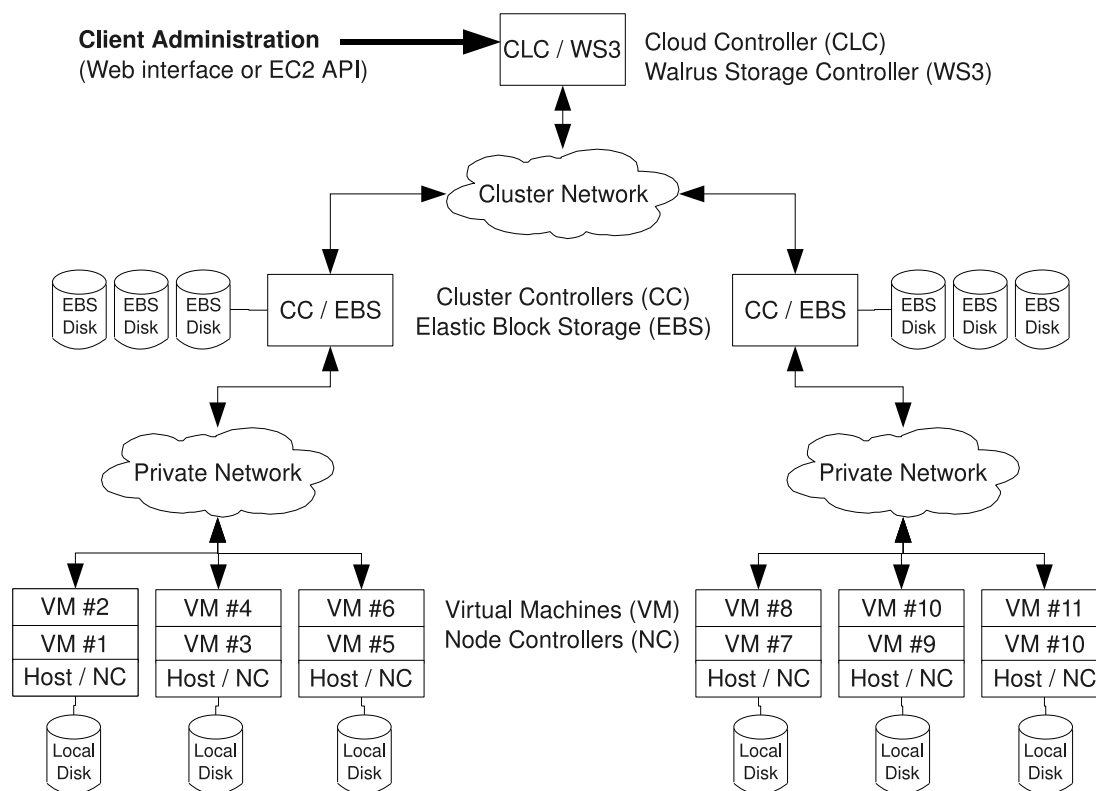 Client Administration
(Web interface or EC2 API)
CLC / WS3
Cloud Controller (CLC)
Walrus Storage Controller (WS3)
Cluster Network
EBS
Disk
EBS
Disk
EBS
Disk
CC / EBS
Cluster Controllers (CC)
Elastic Block Storage (EBS)
CC / EBS
EBS
Disk
EBS
Disk
EBS
Disk
Private Network
Private Network
VM #2
VM #1
Host / NC
VM #4
VM #3
Host / NC
VM #6
VM #5
Host / NC
Virtual Machines (VM)
Node Controllers (NC)
VM #8
VM #7
Host / NC
VM #10
VM #9
Host / NC
VM #11
VM #10
Host / NC
Local
Disk
Local
Disk
Local
Disk
Local
Disk
Local
Disk
Local
Disk